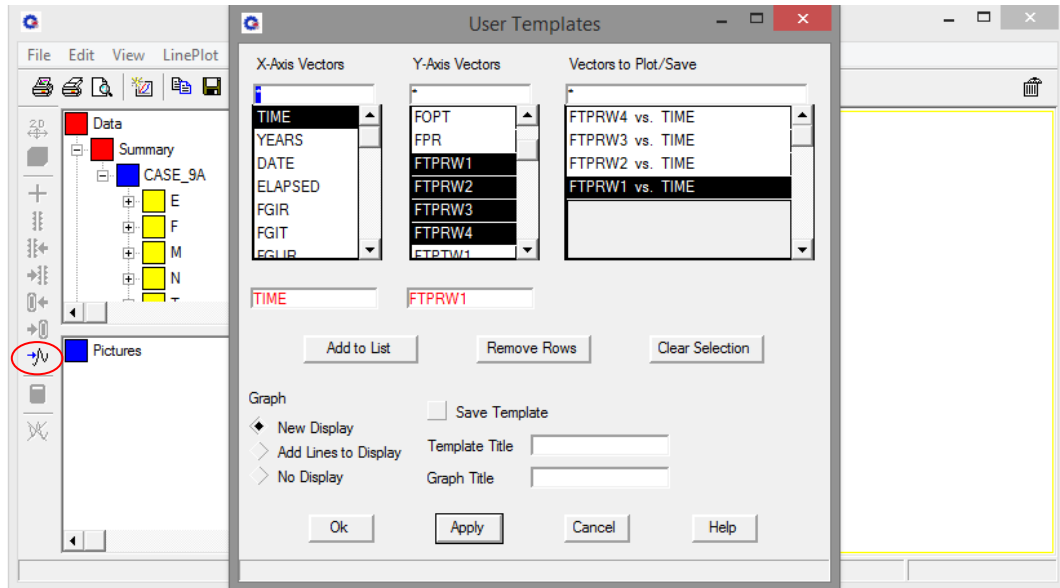 User Templates
File Edit View LinePlot
2D
Data
Summary
CASE_9A
E
F
M
N
Pictures
X-Axis Vectors Y-Axis Vectors Vectors to Plot/Save
* * *
TIME FOPT FTPRW4 vs. TIME
YEARS FPR FTPRW3 vs. TIME
DATE FTPRW1 FTPRW2 vs. TIME
ELAPSED FTPRW2 FTPRW1 vs. TIME
FGIR FTPRW3
FGIT FTPRW4
FGLIR FTPTW1
TIME FTPRW1
Add to List Remove Rows Clear Selection
Graph
New Display Save Template
Add Lines to Display Template Title
No Display Graph Title
Ok Apply Cancel Help